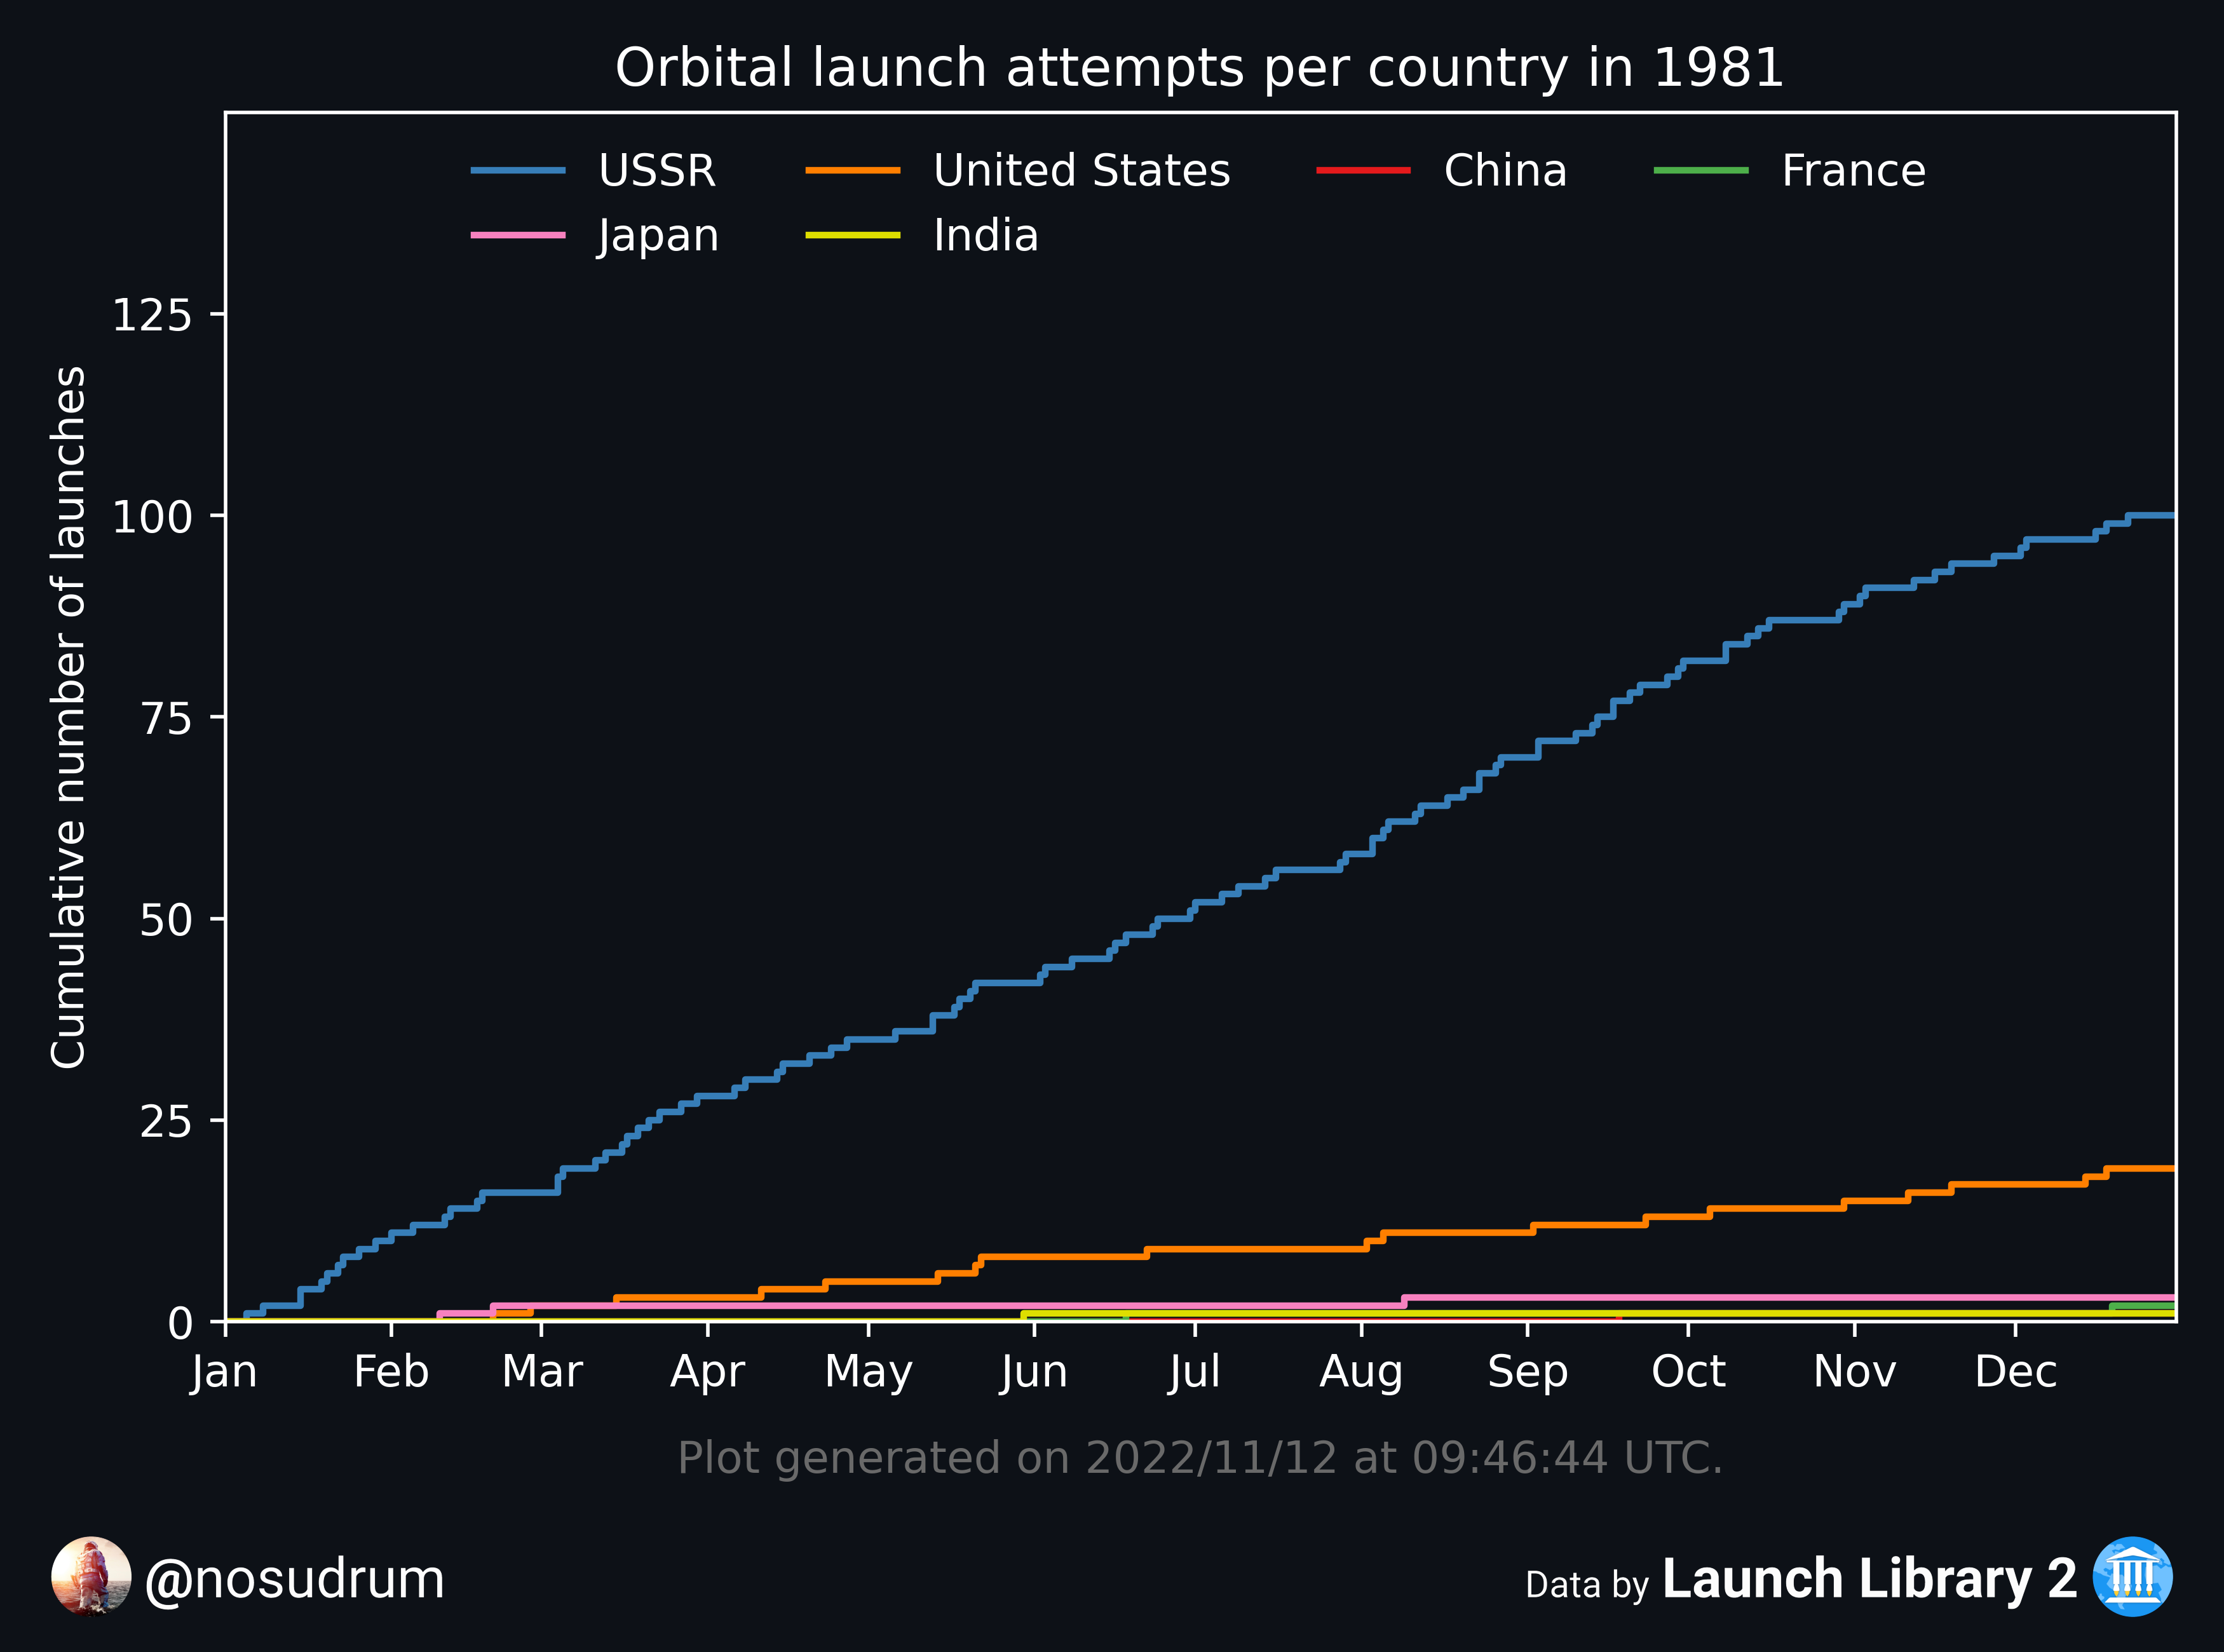 Orbital launch attempts per country in 1981
USSR United States China France
Japan India
Cumulative number of launches
125
100
75
50
25
0
Jan Feb Mar Apr May Jun Jul Aug Sep Oct Nov Dec
Plot generated on 2022/11/12 at 09:46:44 UTC.
@nosudrum
Data by Launch Library 2